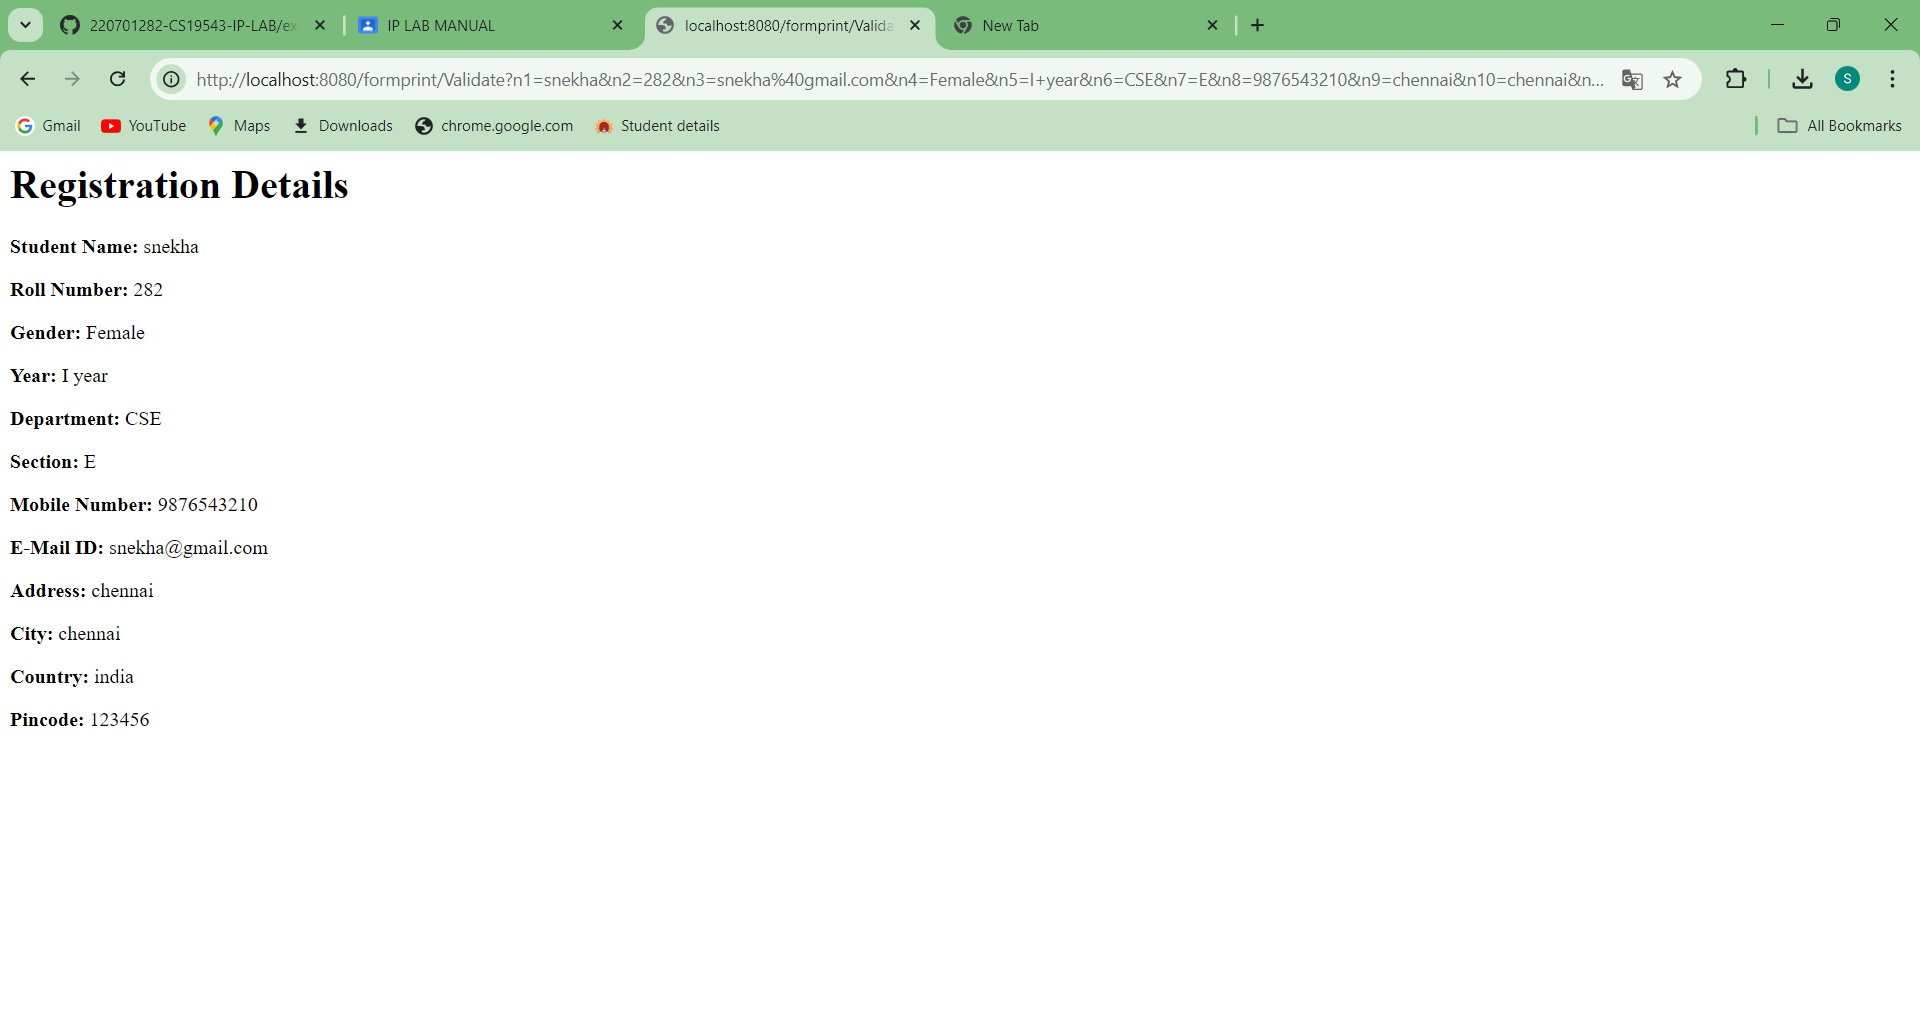 220701282-CS19543-IP-LAB/ex
IP LAB MANUAL
localhost:8080/formprint/Valida
New Tab
http://localhost:8080/formprint/Validate?n1=snekha&n2=282&n3=snekha%40gmail.com&n4=Female&n5=I+year&n6=CSE&n7=E&n8=9876543210&n9=chennai&n10=chennai&n...
S
Gmail
YouTube
Maps
Downloads
chrome.google.com
Student details
All Bookmarks
Registration Details
Student Name: snekha
Roll Number: 282
Gender: Female
Year: I year
Department: CSE
Section: E
Mobile Number: 9876543210
E-Mail ID: snekha@gmail.com
Address: chennai
City: chennai
Country: india
Pincode: 123456